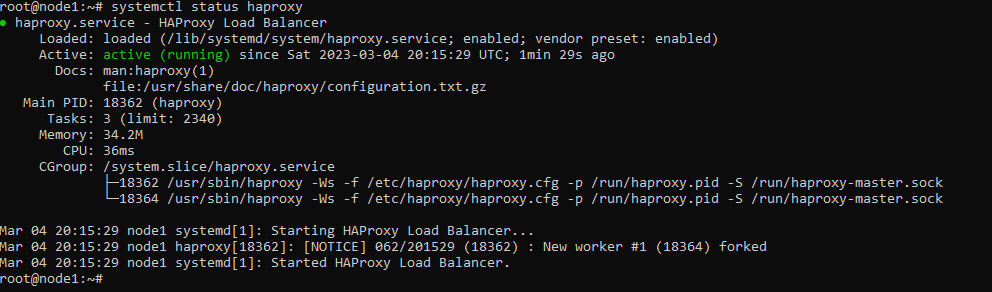 root@node1:~# systemctl status haproxy
● haproxy.service - HAProxy Load Balancer
     Loaded: loaded (/lib/systemd/system/haproxy.service; enabled; vendor preset: enabled)
     Active: active (running) since Sat 2023-03-04 20:15:29 UTC; 1min 29s ago
       Docs: man:haproxy(1)
             file:/usr/share/doc/haproxy/configuration.txt.gz
   Main PID: 18362 (haproxy)
      Tasks: 3 (limit: 2340)
     Memory: 34.2M
        CPU: 36ms
     CGroup: /system.slice/haproxy.service
             ├─18362 /usr/sbin/haproxy -Ws -f /etc/haproxy/haproxy.cfg -p /run/haproxy.pid -S /run/haproxy-master.sock
             └─18364 /usr/sbin/haproxy -Ws -f /etc/haproxy/haproxy.cfg -p /run/haproxy.pid -S /run/haproxy-master.sock

Mar 04 20:15:29 node1 systemd[1]: Starting HAProxy Load Balancer...
Mar 04 20:15:29 node1 haproxy[18362]: [NOTICE] 062/201529 (18362) : New worker #1 (18364) forked
Mar 04 20:15:29 node1 systemd[1]: Started HAProxy Load Balancer.
root@node1:~#